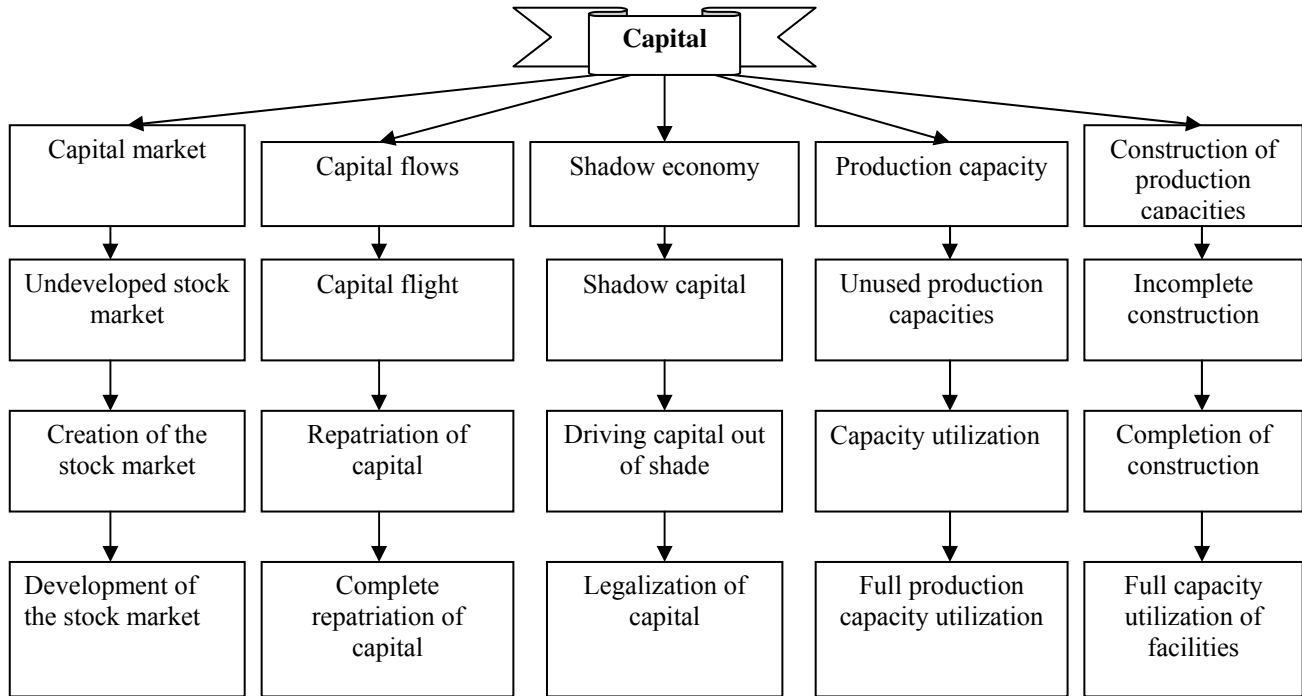 Capital
Capital market
Capital flows
Shadow economy
Production capacity
Construction of
production
capacities
Undeveloped stock
market
Capital flight
Shadow capital
Unused production
capacities
Incomplete
construction
Creation of the
stock market
Repatriation of
capital
Driving capital out
of shade
Capacity utilization
Completion of
construction
Development of
the stock market
Complete
repatriation of
capital
Legalization of
capital
Full production
capacity utilization
Full capacity
utilization of
facilities